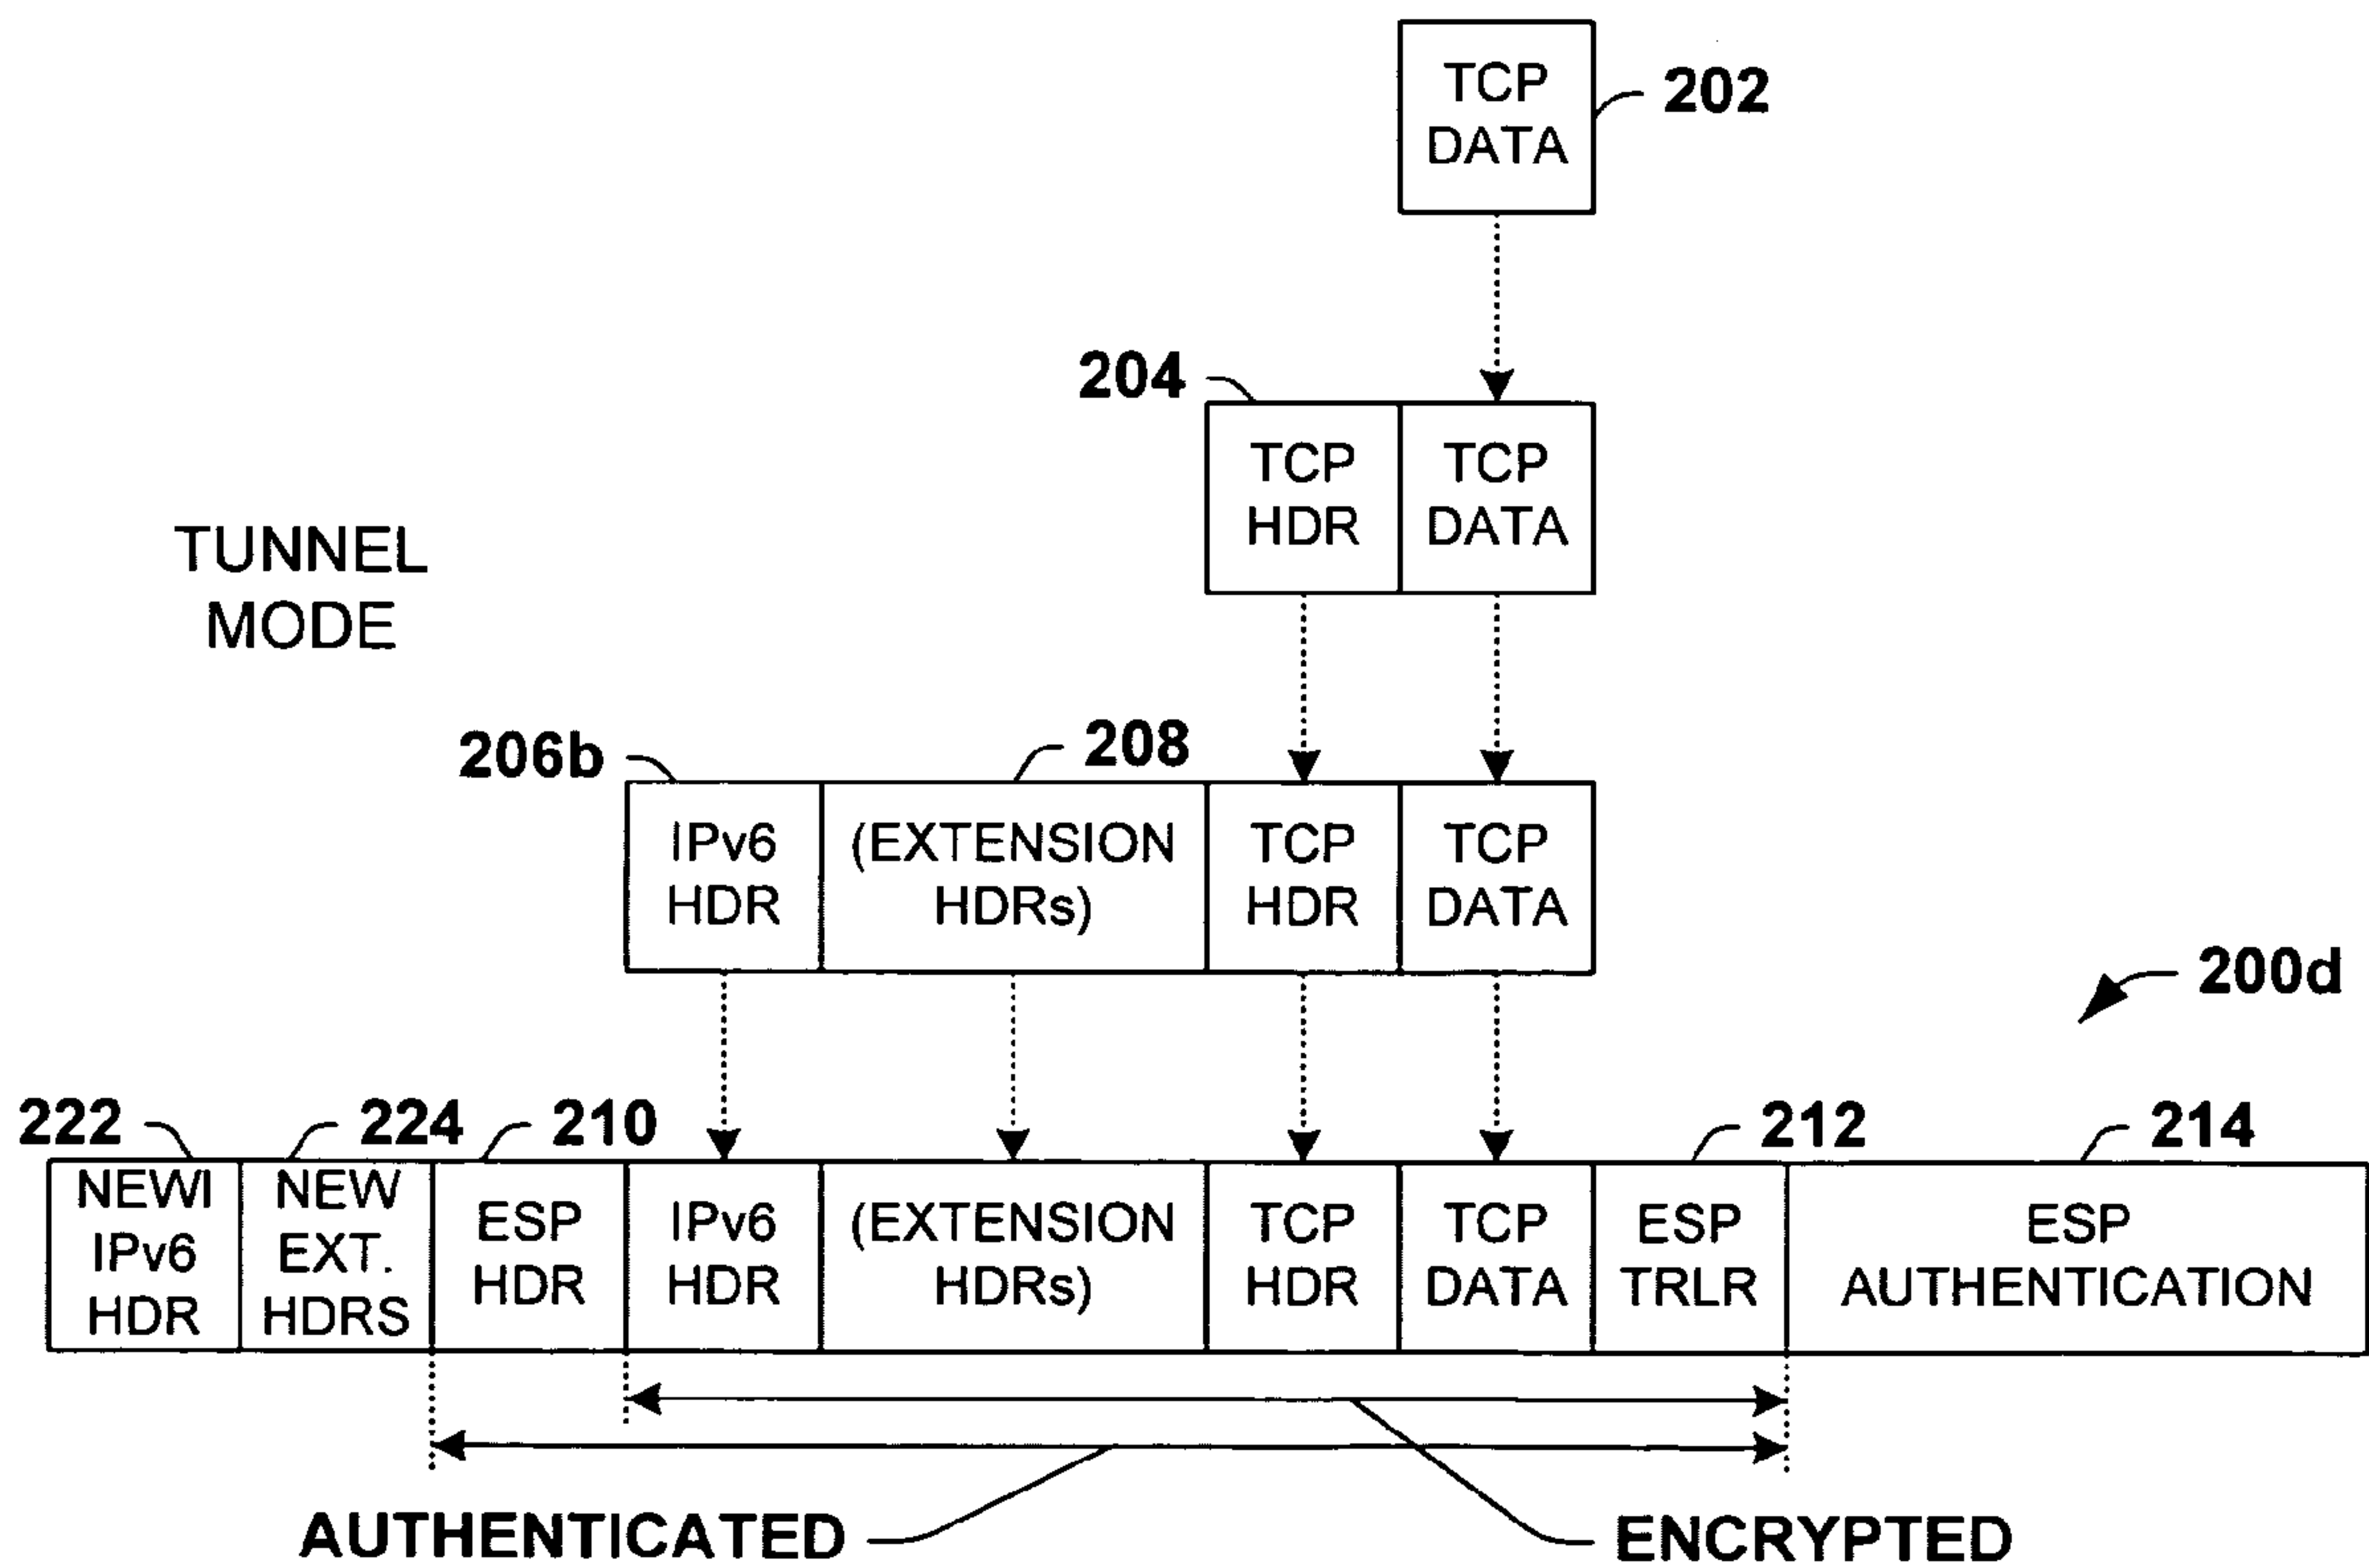 TCP
DATA
202
204
TCP
HDR
TCP
DATA
TUNNEL
MODE
206b
208
IPv6
HDR
(EXTENSION
HDRs)
TCP
HDR
TCP
DATA
200d
222
224
210
212
214
NEWI
IPv6
HDR
NEW
EXT.
HDRS
ESP
HDR
IPv6
HDR
(EXTENSION
HDRs)
TCP
HDR
TCP
DATA
ESP
TRLR
ESP
AUTHENTICATION
AUTHENTICATED
ENCRYPTED